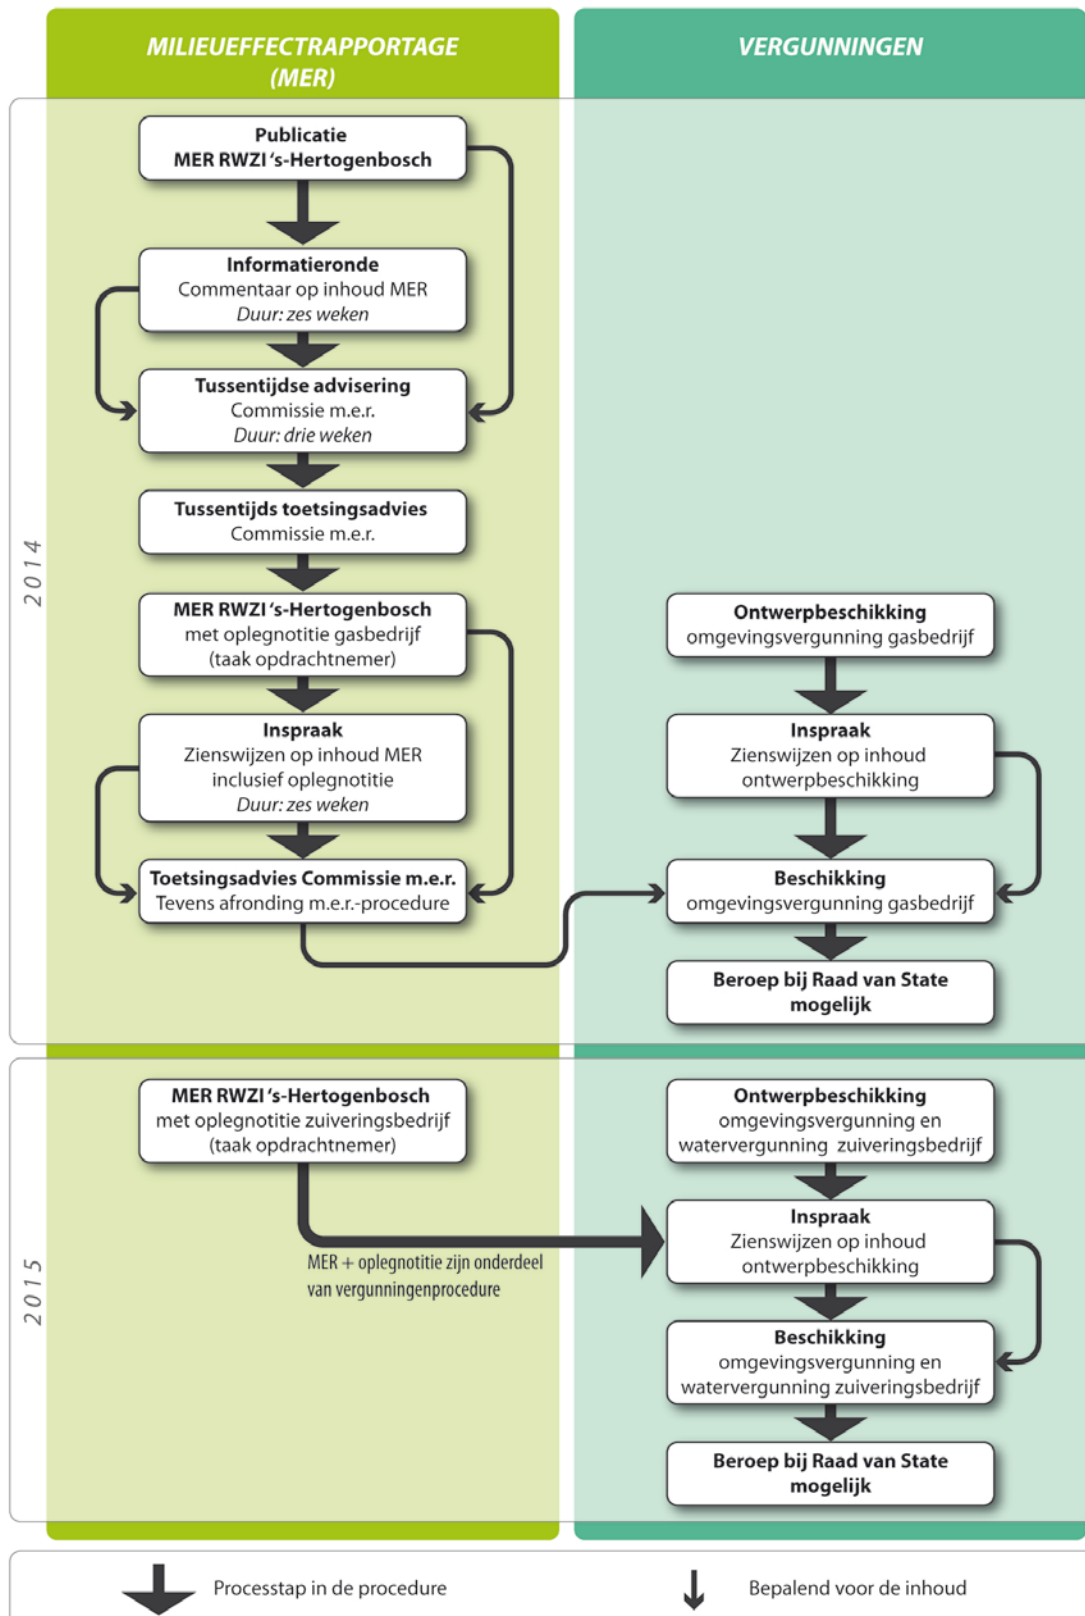 MILIEUEFFECTRAPPORTAGE
(MER)
VERGUNNINGEN
2014
Publicatie
MER RWZI ‘s-Hertogenbosch
Informatieronde
Commentaar op inhoud MER
Duur: zes weken
Tussentijdse advisering
Commissie m.e.r.
Duur: drie weken
Tussentijds toetsingsadvies
Commissie m.e.r.
MER RWZI ‘s-Hertogenbosch
met oplegnotitie gasbedrijf
(taak opdrachtnemer)
Inspraak
Zienswijzen op inhoud MER
inclusief oplegnotitie
Duur: zes weken
Toetsingsadvies Commissie m.e.r.
Tevens afronding m.e.r.-procedure
Ontwerpbeschikking
omgevingsvergunning gasbedrijf
Inspraak
Zienswijzen op inhoud
ontwerpbeschikking
Beschikking
omgevingsvergunning gasbedrijf
Beroep bij Raad van State
mogelijk
2015
MER RWZI ‘s-Hertogenbosch
met oplegnotitie zuiveringsbedrijf
(taak opdrachtnemer)
MER + oplegnotitie zijn onderdeel
van vergunningenprocedure
Ontwerpbeschikking
omgevingsvergunning en
watervergunning zuiveringsbedrijf
Inspraak
Zienswijzen op inhoud
ontwerpbeschikking
Beschikking
omgevingsvergunning en
watervergunning zuiveringsbedrijf
Beroep bij Raad van State
mogelijk
Processtap in de procedure
Bepalend voor de inhoud